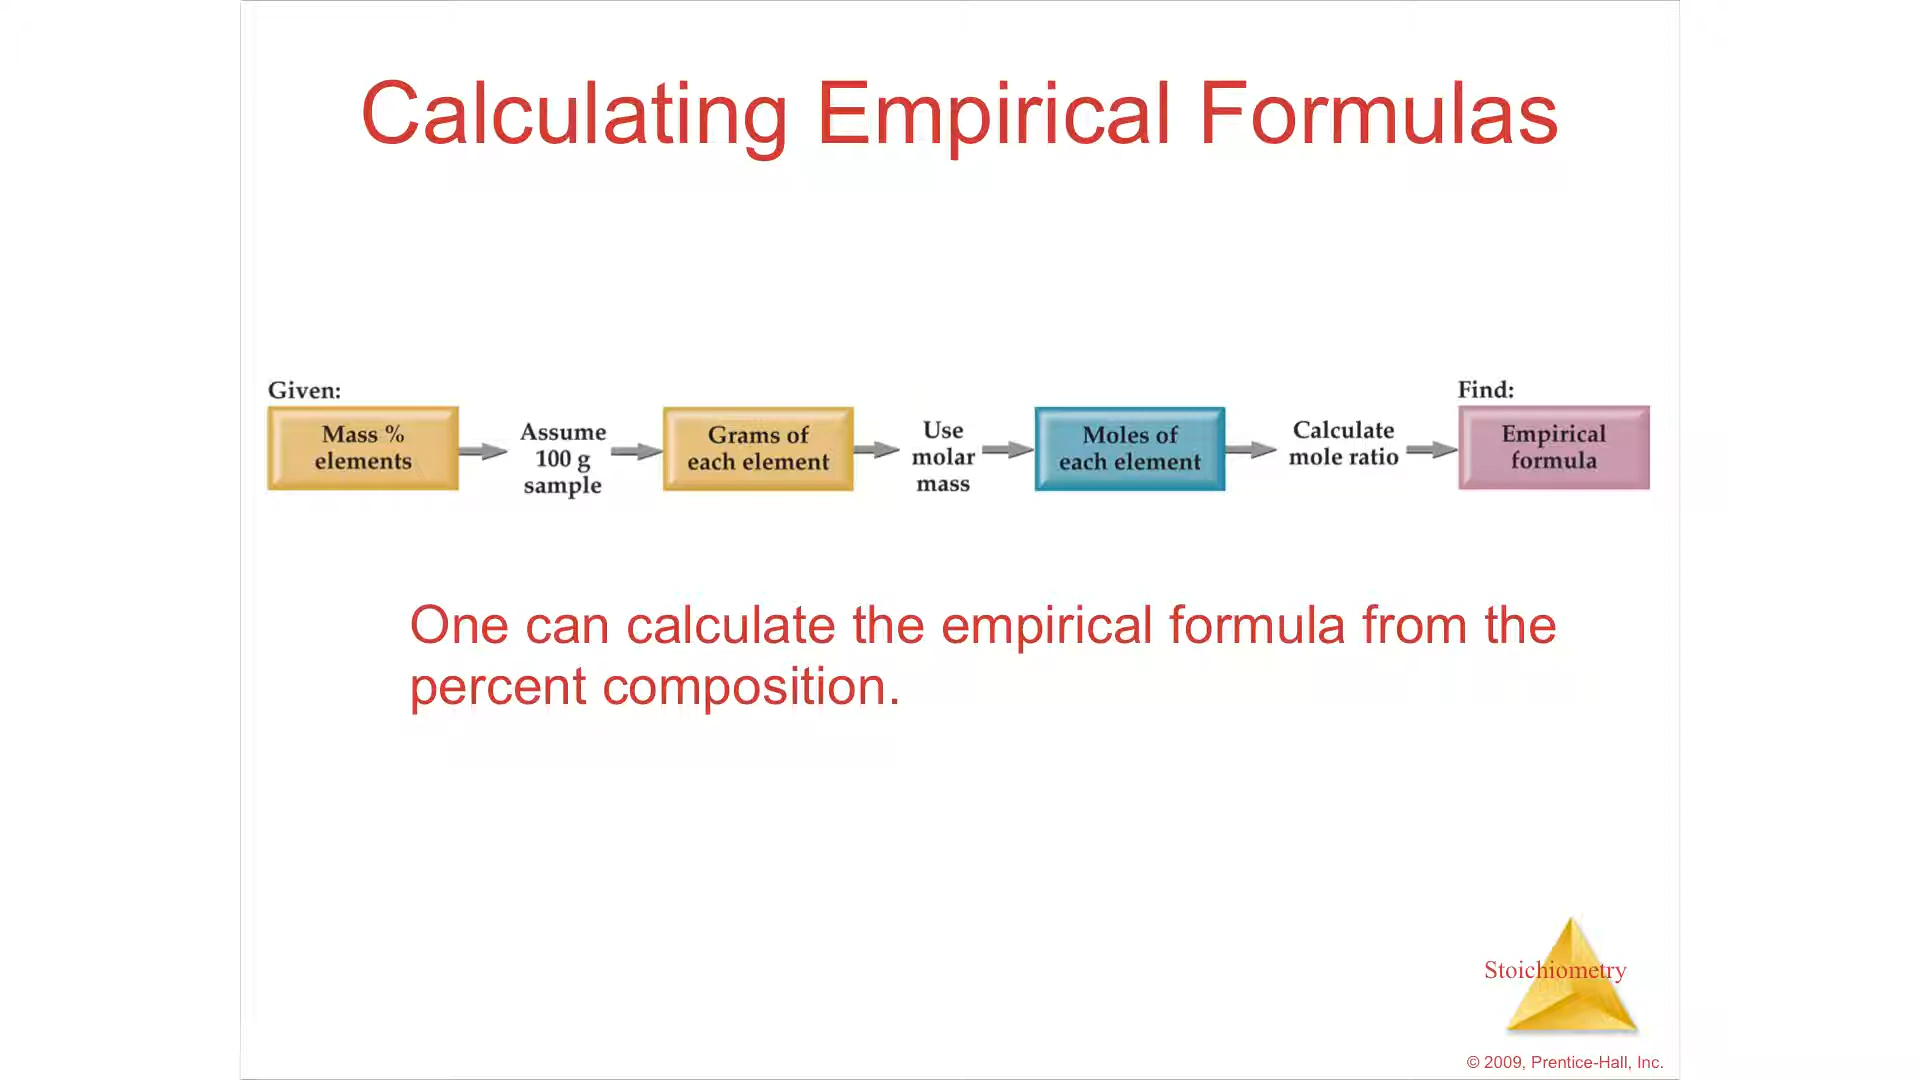 Calculating Empirical Formulas
Given:
Mass %
elements
Assume
100 g
sample
Grams of
each element
Use
molar
mass
Moles of
each element
Calculate
mole ratio
Find:
Empirical
formula
One can calculate the empirical formula from the
percent composition.
Stoichiometry
© 2009, Prentice-Hall, Inc.